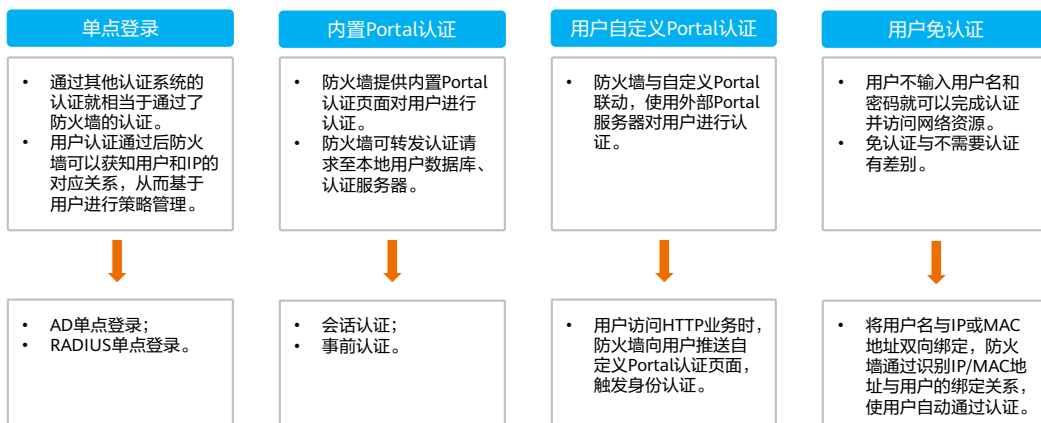 单点登录
• 通过其他认证系统的
认证就相当于通过了
防火墙的认证。
• 用户认证通过后防火
墙可以获知用户和IP的
对应关系，从而基于
用户进行策略管理。
• AD单点登录；
• RADIUS单点登录。
内置Portal认证
• 防火墙提供内置Portal
认证页面对用户进行
认证。
• 防火墙可转发认证请
求至本地用户数据库、
认证服务器。
• 会话认证；
• 事前认证。
用户自定义Portal认证
• 防火墙与自定义Portal
联动，使用外部Portal
服务器对用户进行认
证。
• 用户访问HTTP业务时，
防火墙向用户推送自
定义Portal认证页面，
触发身份认证。
用户免认证
• 用户不输入用户名和
密码就可以完成认证
并访问网络资源。
• 免认证与不需要认证
有差别。
• 将用户名与IP或MAC
地址双向绑定，防火
墙通过识别IP/MAC地
址与用户的绑定关系，
使用户自动通过认证。